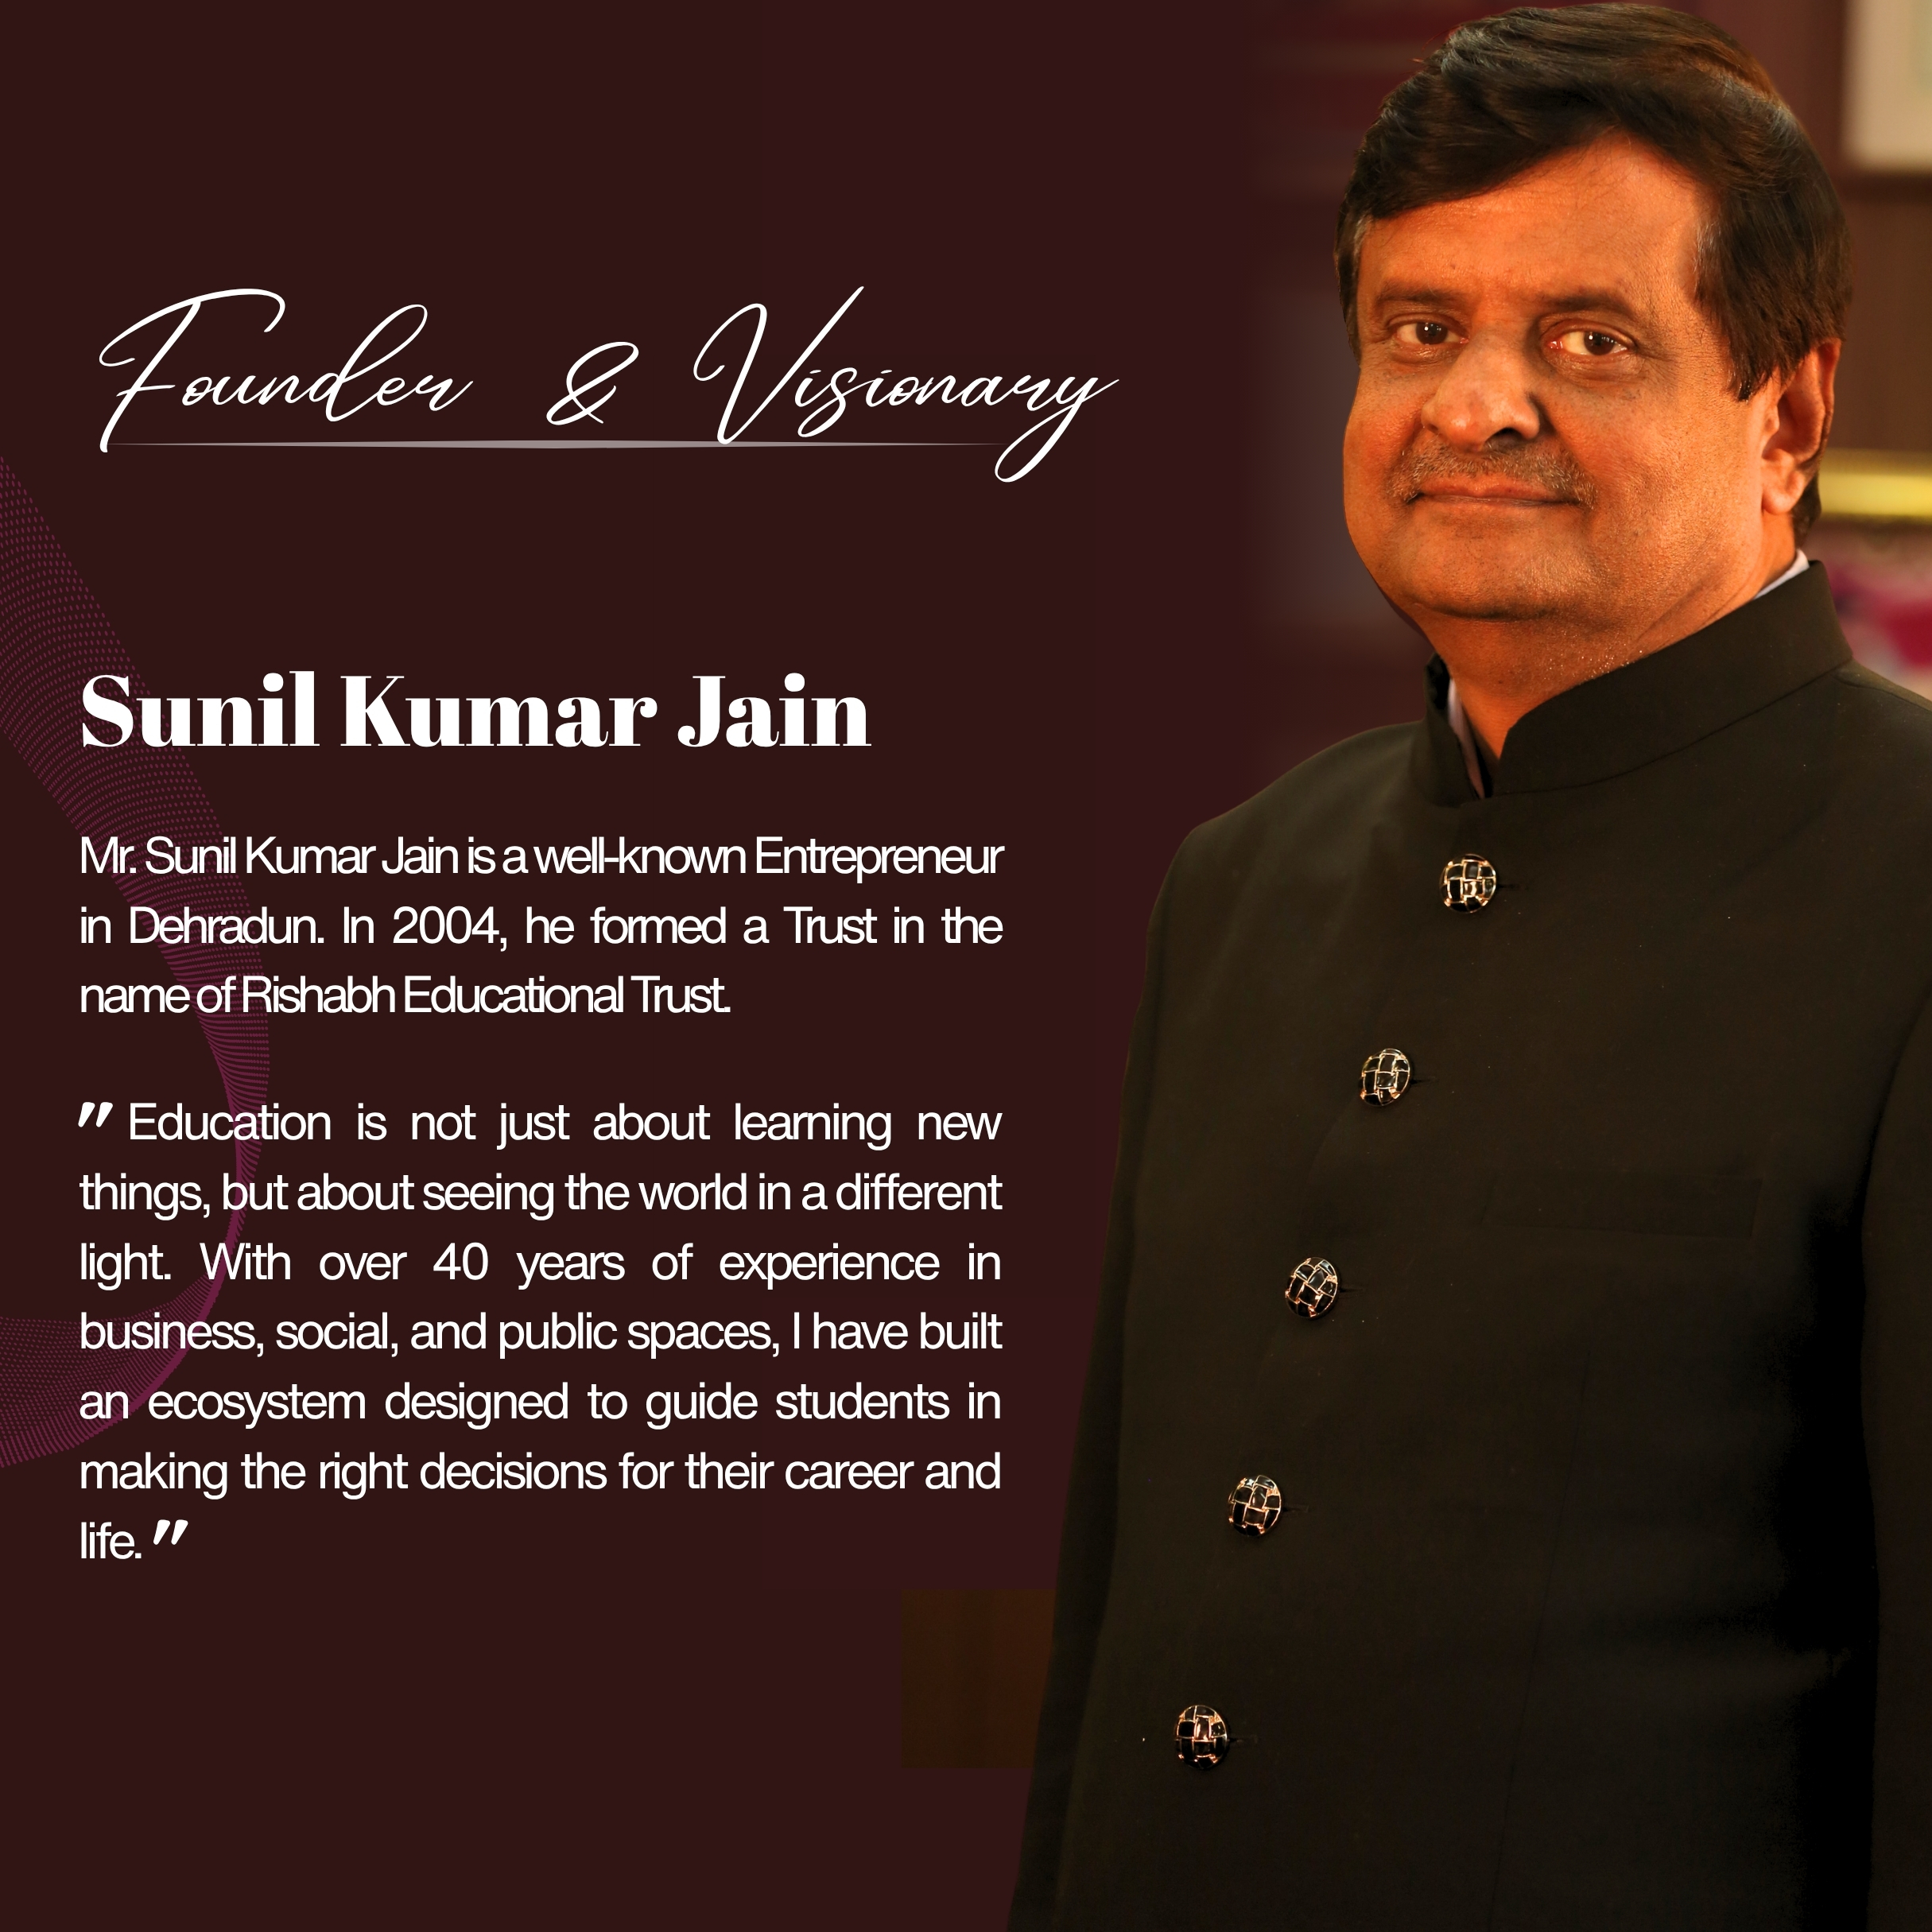 Founder & Visionary
Sunil Kumar Jain
Mr. Sunil Kumar Jain is a well-known Entrepreneur
in Dehradun. In 2004, he formed a Trust in the
name of Rishabh Educational Trust.
" Education is not just about learning new
things, but about seeing the world in a different
light. With over 40 years of experience in
business, social, and public spaces, I have built
an ecosystem designed to guide students in
making the right decisions for their career and
life. "